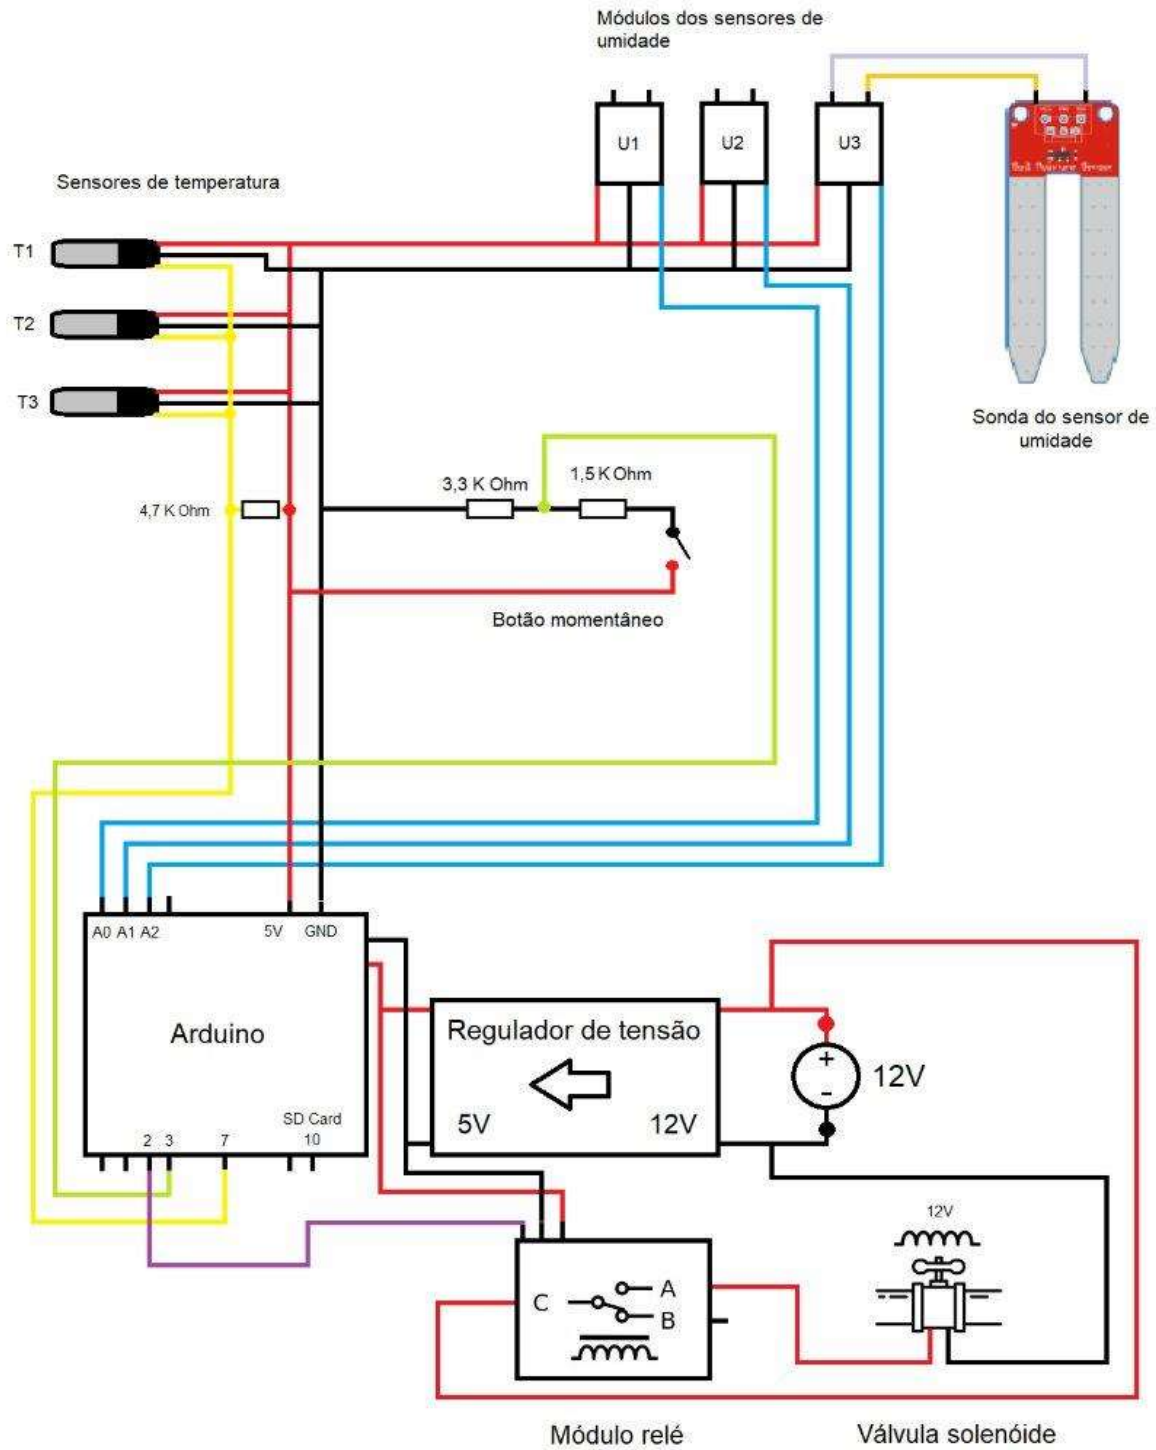 Módulos dos sensores de
umidade
U1
U2
U3
Sensores de temperatura
T1
T2
T3
Sonda do sensor de
umidade
4,7 K Ohm
3,3 K Ohm
1,5 K Ohm
Botão momentâneo
A0 A1 A2
5V
GND
Arduino
SD Card
2
3
7
10
Regulador de tensão
5V
12V
+
-
12V
12V
C
A
B
Módulo relé
Válvula solenóide